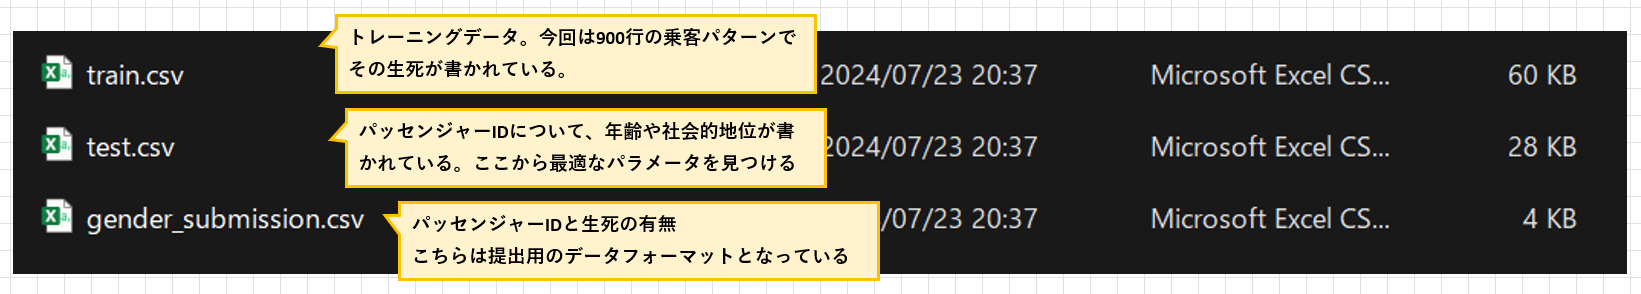 トレーニングデータ。今回は900行の乗客パターンで
その生死が書かれている。
train.csv 2024/07/23 20:37 Microsoft Excel CS... 60 KB
パッセンジャーIDについて、年齢や社会的地位が書
かれている。ここから最適なパラメータを見つける
test.csv 2024/07/23 20:37 Microsoft Excel CS... 28 KB
パッセンジャーIDと生死の有無
こちらは提出用のデータフォーマットとなっている
gender_submission.csv /07/23 20:37 Microsoft Excel CS... 4 KB